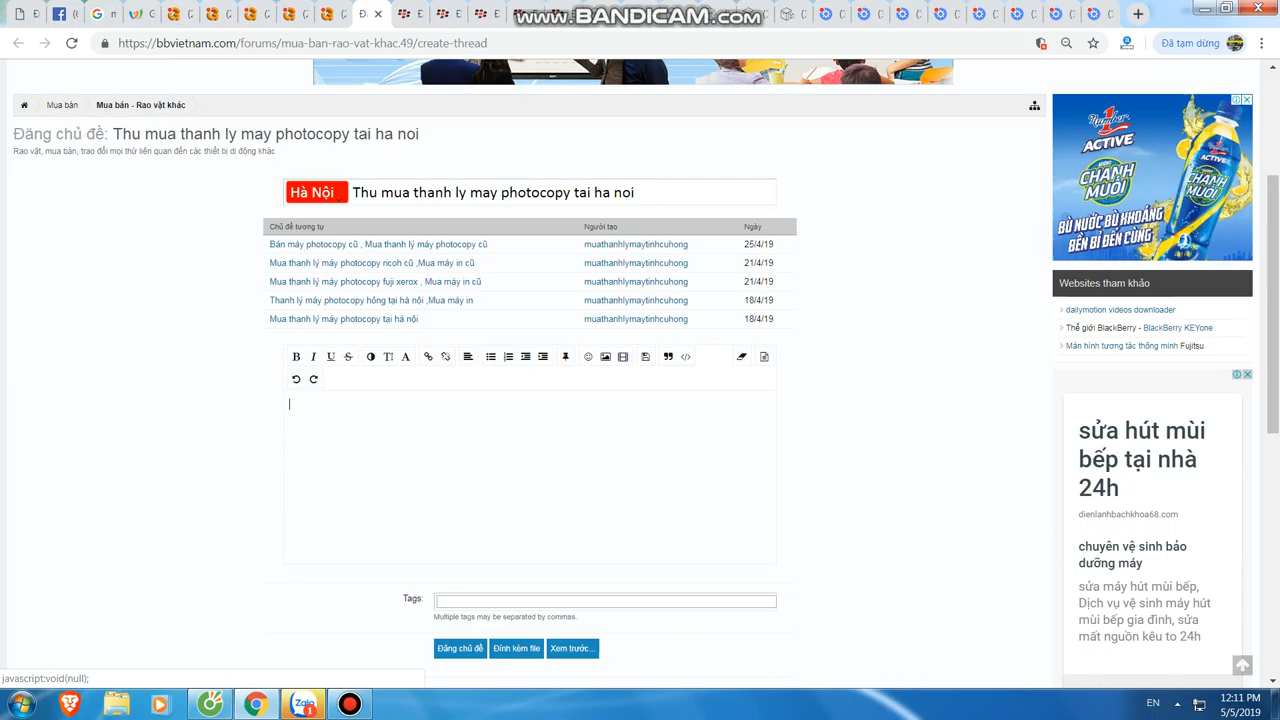 WWW.BANDICAM.COM
https://bbvietnam.com/forums/mua-ban-rao-vat-khac.49/create-thread
Đã tạm dừng
Mua bán
Mua bán - Rao vặt khác
Đăng chủ đề: Thu mua thanh ly may photocopy tai ha noi
Rao vặt, mua bán, trao đổi mọi thứ liên quan đến các thiết bị di động khác
Hà Nội Thu mua thanh ly may photocopy tai ha noi
Chủ đề tương tự Người tạo Ngày
Bán máy photocopy cũ , Mua thanh lý máy photocopy cũ muathanhlymaytinhcuhong 25/4/19
Mua thanh lý máy photocopy ricoh cũ ,Mua máy in cũ muathanhlymaytinhcuhong 21/4/19
Mua thanh lý máy photocopy fuji xerox , Mua máy in cũ muathanhlymaytinhcuhong 21/4/19
Thanh lý máy photocopy hỏng tại hà nội ,Mua máy in muathanhlymaytinhcuhong 18/4/19
Mua thanh lý máy photocopy tại hà nội muathanhlymaytinhcuhong 18/4/19
Tags:
Multiple tags may be separated by commas.
Đăng chủ đề Đính kèm file Xem trước...
Number 1
ACTIVE
CHANH
MUỐI
BÙ NƯỚC BÙ KHOÁNG
BỀN BỈ ĐẾN CÙNG
Websites tham khảo
dailymotion videos downloader
Thế giới BlackBerry - BlackBerry KEYone
Màn hình tương tác thông minh Fujitsu
sửa hút mùi
bếp tại nhà
24h
dienlanhbachkhoa68.com
chuyên vệ sinh bảo
dưỡng máy
sửa máy hút mùi bếp,
Dịch vụ vệ sinh máy hút
mùi bếp gia đình, sửa
mất nguồn kêu to 24h
javascript:void(null);
Zalo
1
EN
12:11 PM
5/5/2019